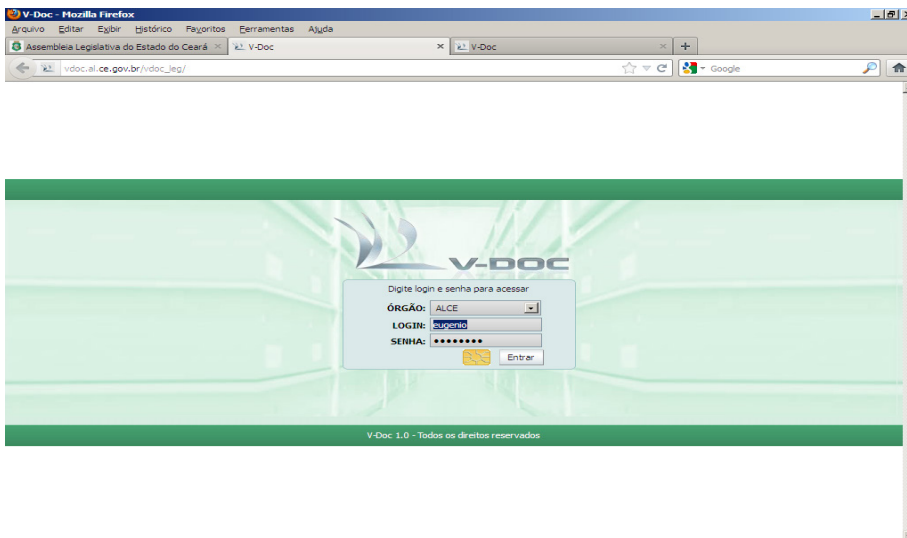 V-Doc - Mozilla Firefox
Arquivo Editar Exibir Histórico Favoritos Ferramentas Ajuda
Assembleia Legislativa do Estado do Ceará × V-Doc × V-Doc × +
vdoc.al.ce.gov.br/vdoc_leg/ Google
V-DOC
Digite login e senha para acessar
ÓRGÃO: ALCE
LOGIN: eugenio
SENHA: ••••••••
Entrar
V-Doc 1.0 - Todos os direitos reservados